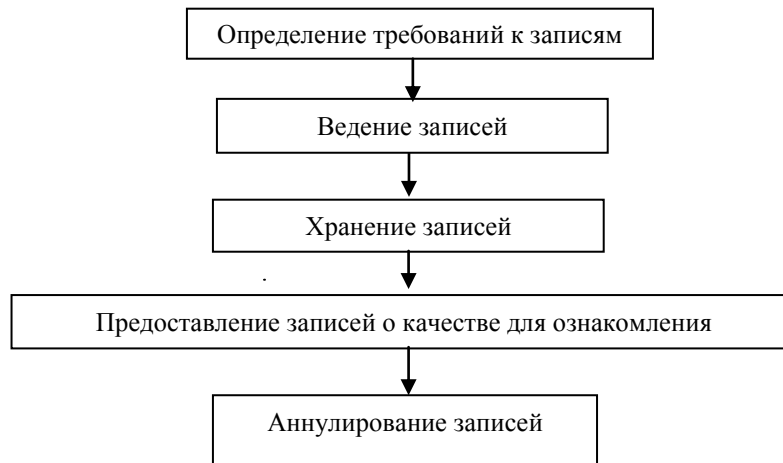 Определение требований к записям
Ведение записей
Хранение записей
Предоставление записей о качестве для ознакомления
Аннулирование записей